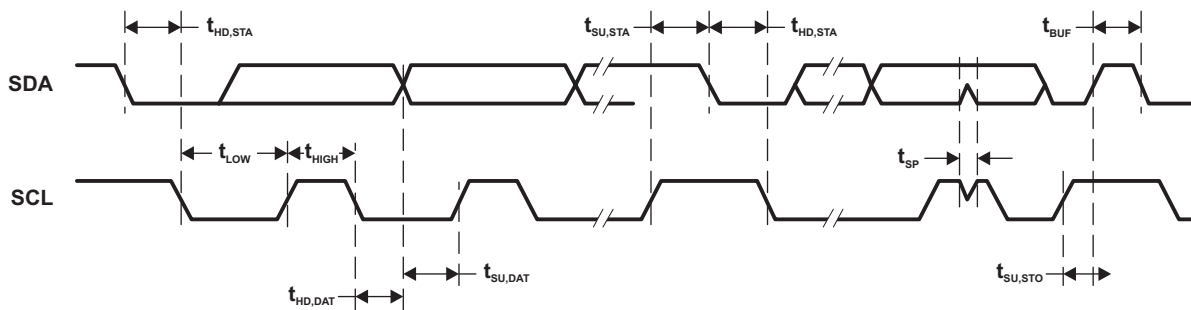 tHD,STA
tSU,STA
tHD,STA
tBUF
SDA
tLOW
tHIGH
tSP
SCL
tSU,DAT
tSU,STO
tHD,DAT